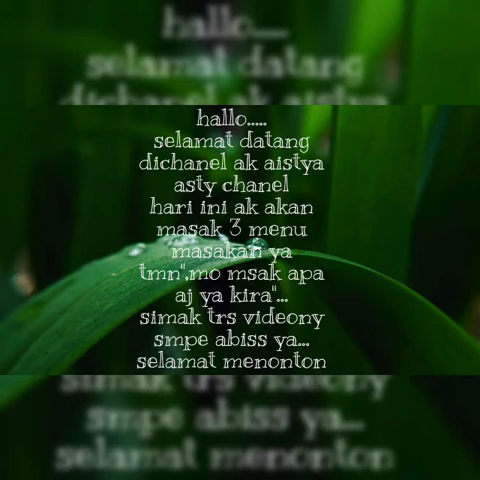 hallo.....
selamat datang
dichanel ak aistya
asty chanel
hari ini ak akan
masak 3 menu
masakan ya
tmn",mo msak apa
aj ya kira"...
simak trs videony
smpe abiss ya...
selamat menonton